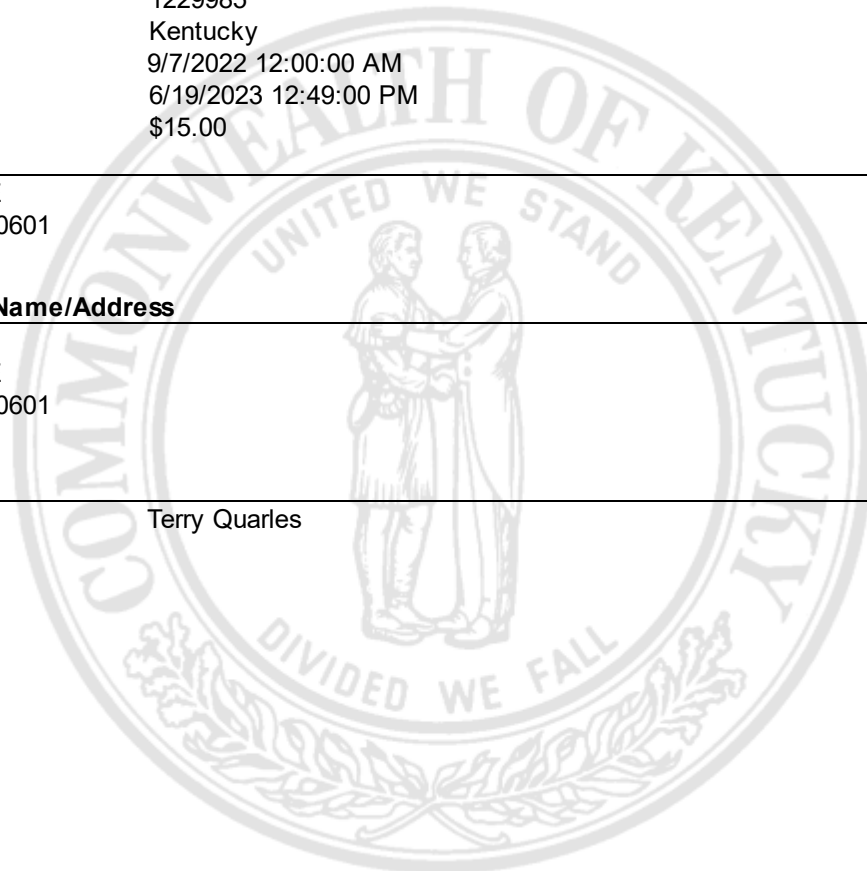 1229985
Kentucky
9/7/2022 12:00:00 AM
6/19/2023 12:49:00 PM
$15.00
0601
Name/Address
0601
Terry Quarles
COMMONWEALTH OF KENTUCKY
UNITED WE STAND
DIVIDED WE FALL